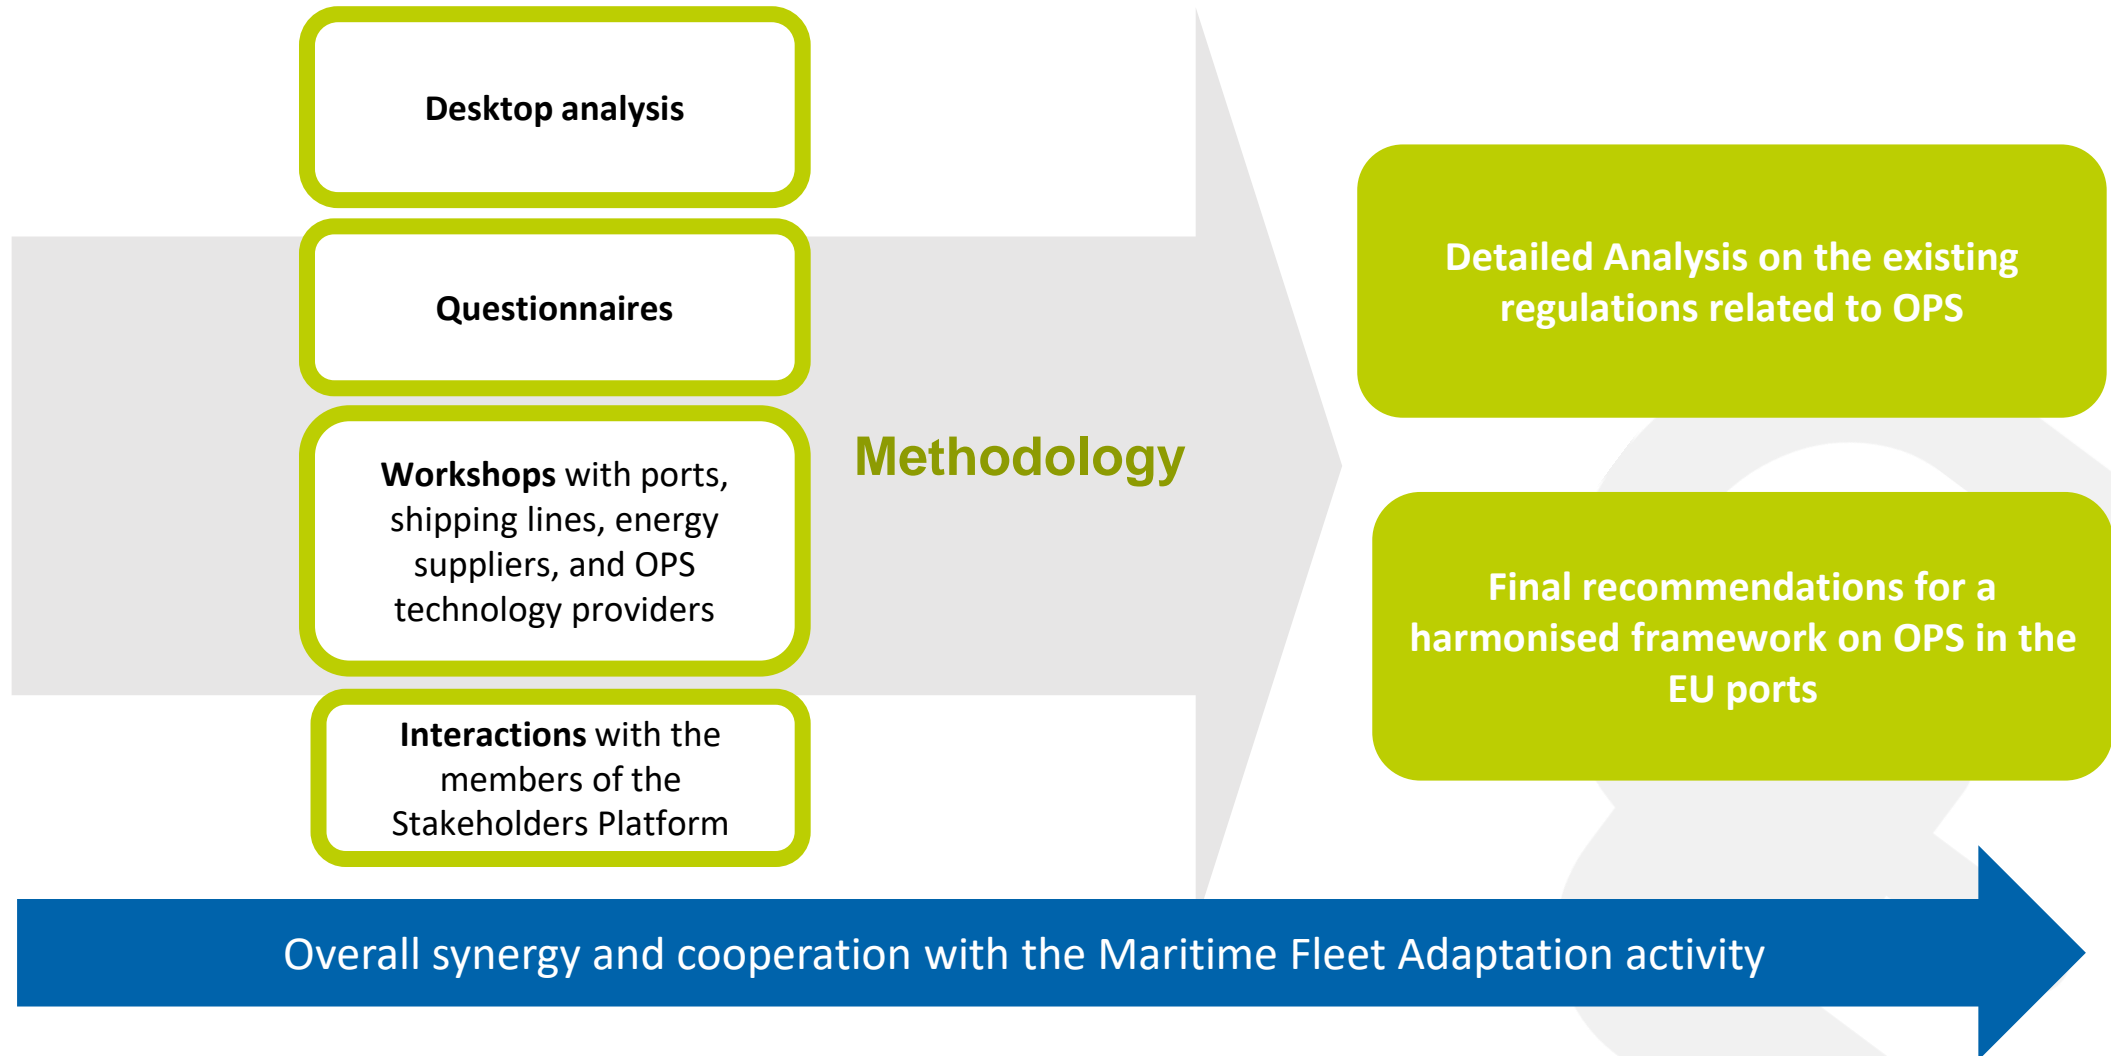 Desktop analysis
Questionnaires
Workshops with ports,
shipping lines, energy
suppliers, and OPS
technology providers
Interactions with the
members of the
Stakeholders Platform
Methodology
Detailed Analysis on the existing
regulations related to OPS
Final recommendations for a
harmonised framework on OPS in the
EU ports
Overall synergy and cooperation with the Maritime Fleet Adaptation activity